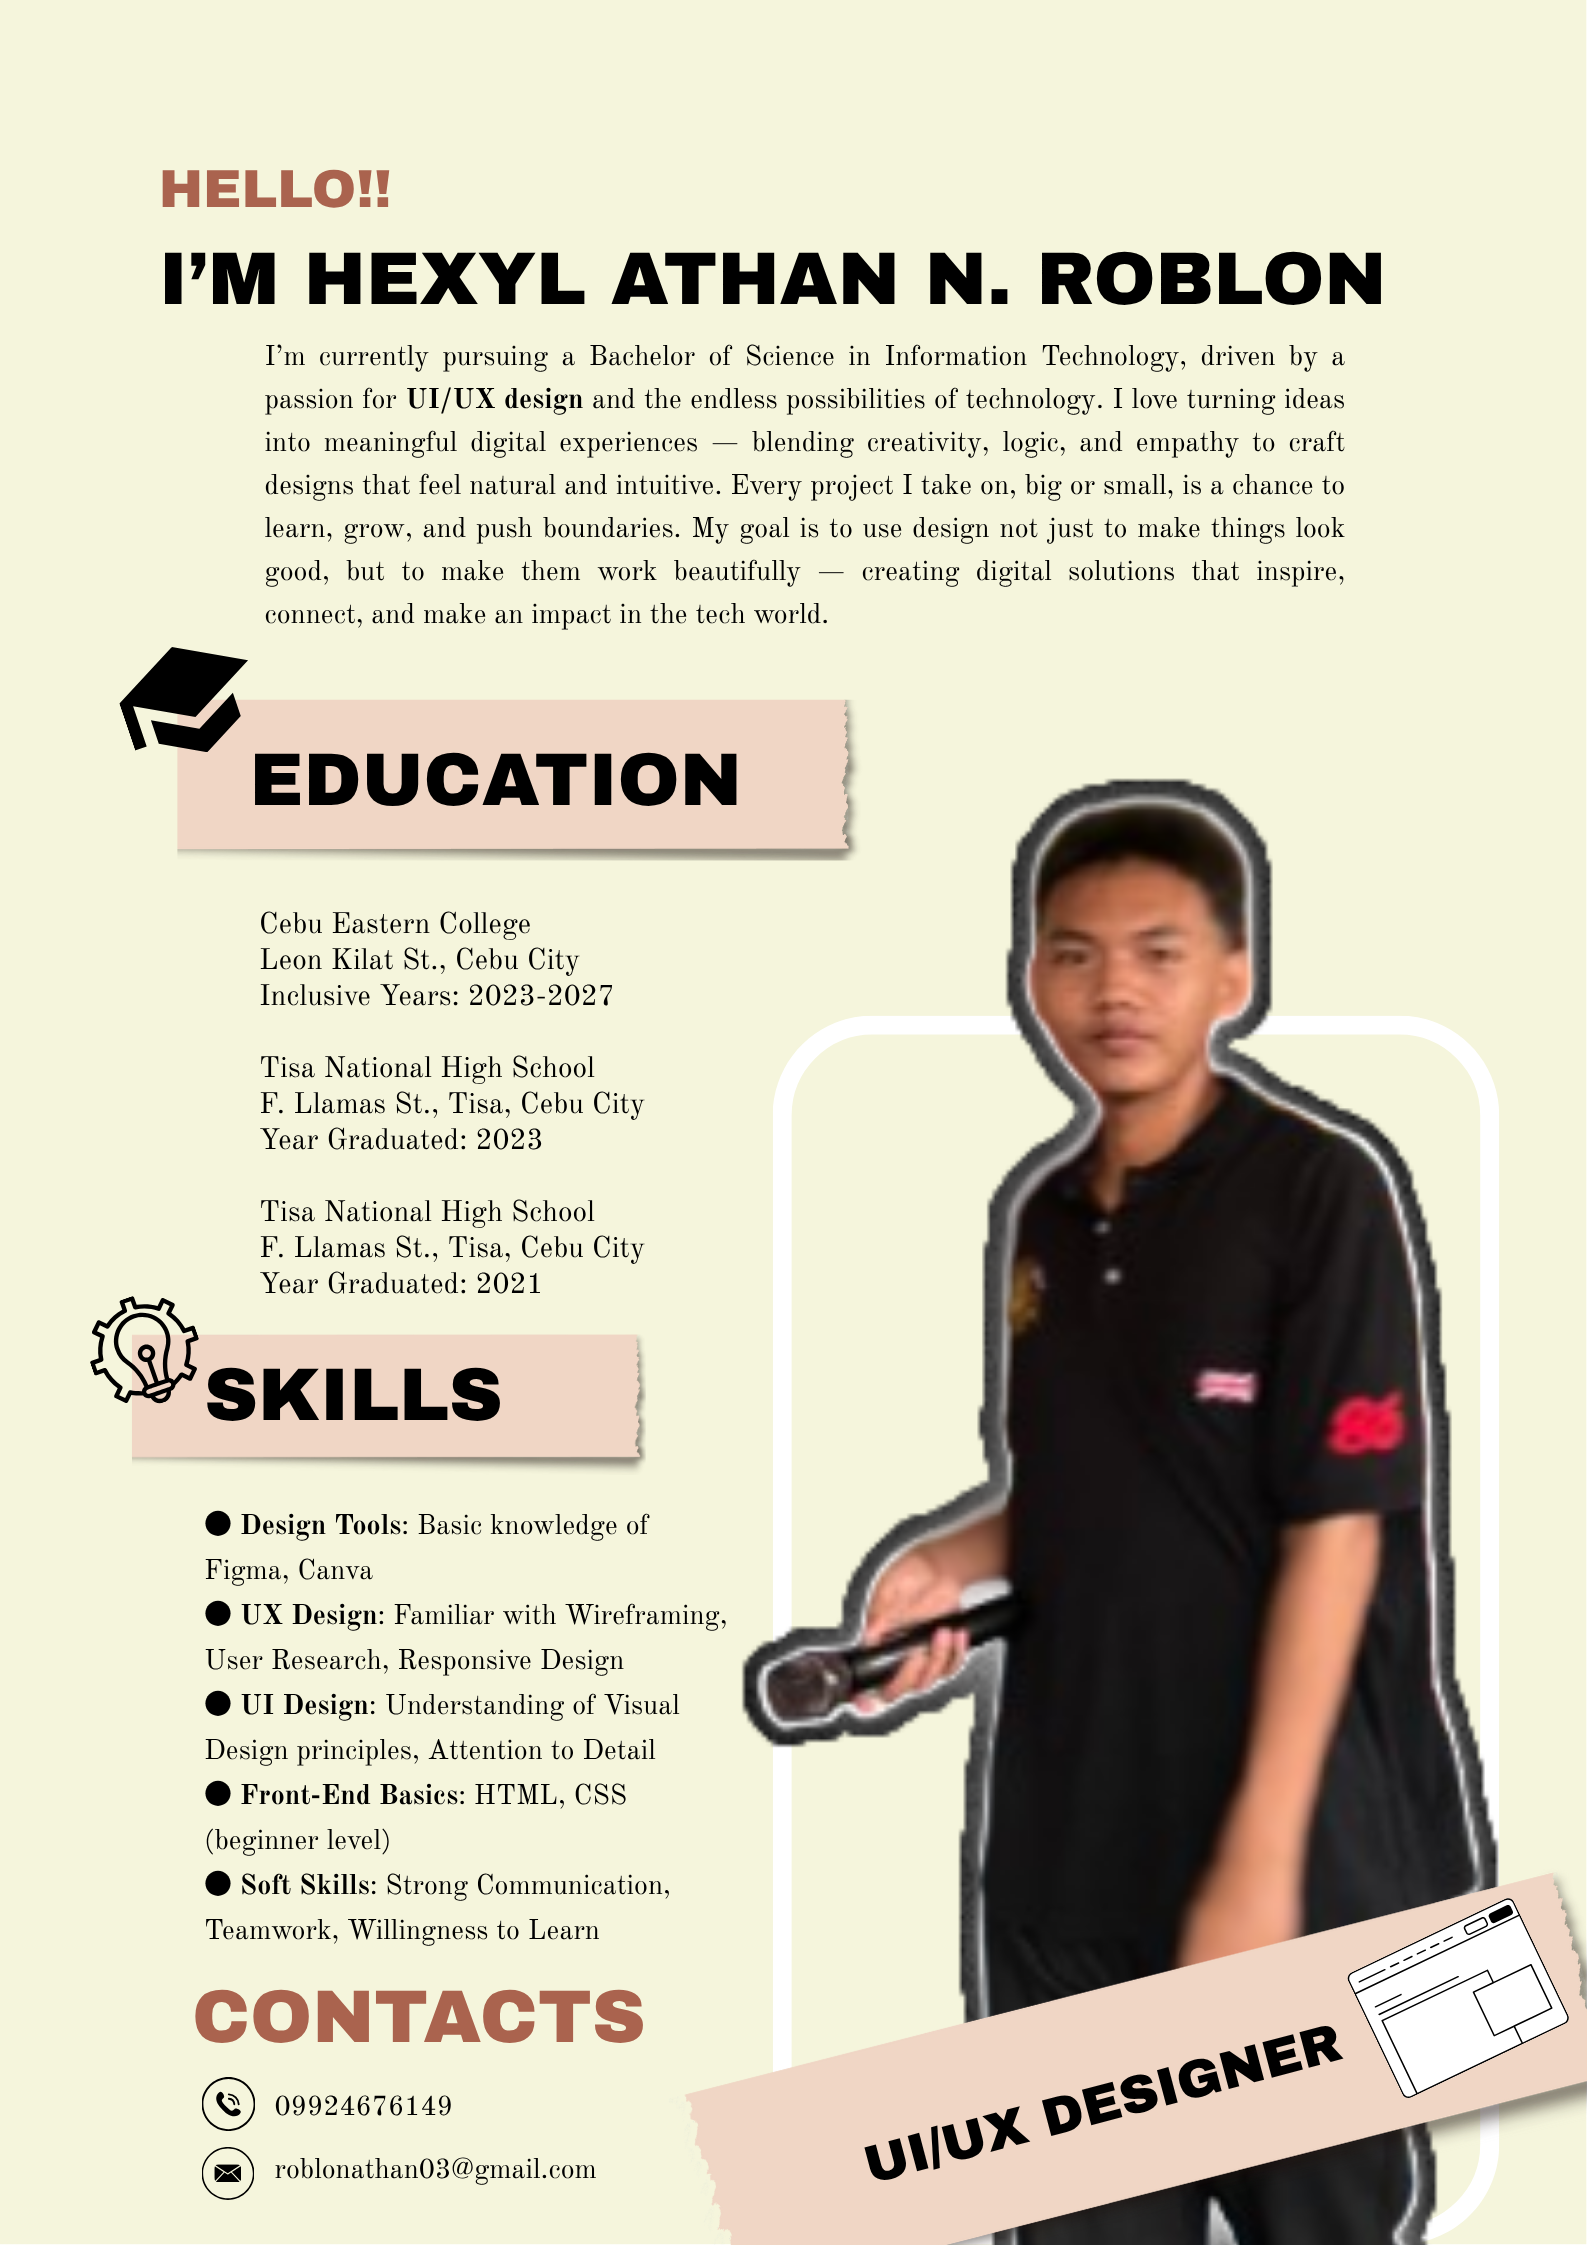 HELLO!!
I’M HEXYL ATHAN N. ROBLON
I’m currently pursuing a Bachelor of Science in Information Technology, driven by a
passion for UI/UX design and the endless possibilities of technology. I love turning ideas
into meaningful digital experiences — blending creativity, logic, and empathy to craft
designs that feel natural and intuitive. Every project I take on, big or small, is a chance to
learn, grow, and push boundaries. My goal is to use design not just to make things look
good, but to make them work beautifully — creating digital solutions that inspire,
connect, and make an impact in the tech world.
EDUCATION
Cebu Eastern College
Leon Kilat St., Cebu City
Inclusive Years: 2023-2027
Tisa National High School
F. Llamas St., Tisa, Cebu City
Year Graduated: 2023
Tisa National High School
F. Llamas St., Tisa, Cebu City
Year Graduated: 2021
SKILLS
● Design Tools: Basic knowledge of
Figma, Canva
● UX Design: Familiar with Wireframing,
User Research, Responsive Design
● UI Design: Understanding of Visual
Design principles, Attention to Detail
● Front-End Basics: HTML, CSS
(beginner level)
● Soft Skills: Strong Communication,
Teamwork, Willingness to Learn
86
CONTACTS
09924676149
roblonathan03@gmail.com
UI/UX DESIGNER